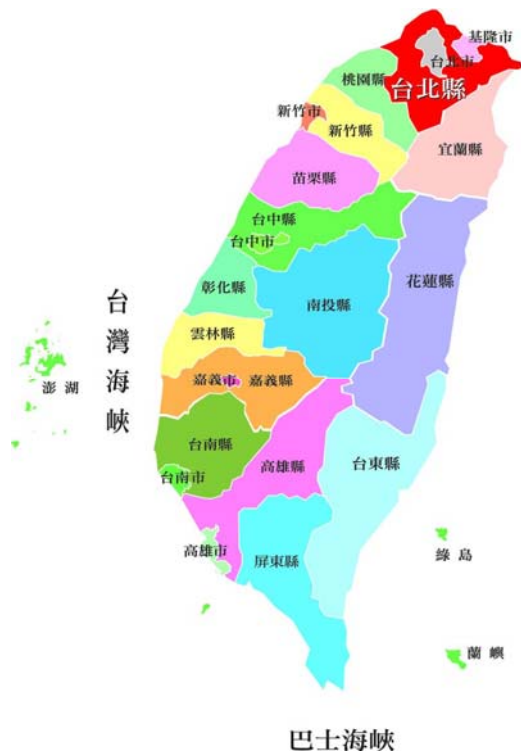 基隆市
台北市
台北縣
桃園縣
新竹市
新竹縣
宜蘭縣
苗栗縣
台中縣
台中市
彰化縣
南投縣
花蓮縣
雲林縣
嘉義市
嘉義縣
台灣海峽
澎湖
台南縣
台南市
高雄縣
台東縣
高雄市
屏東縣
綠島
蘭嶼
巴士海峽